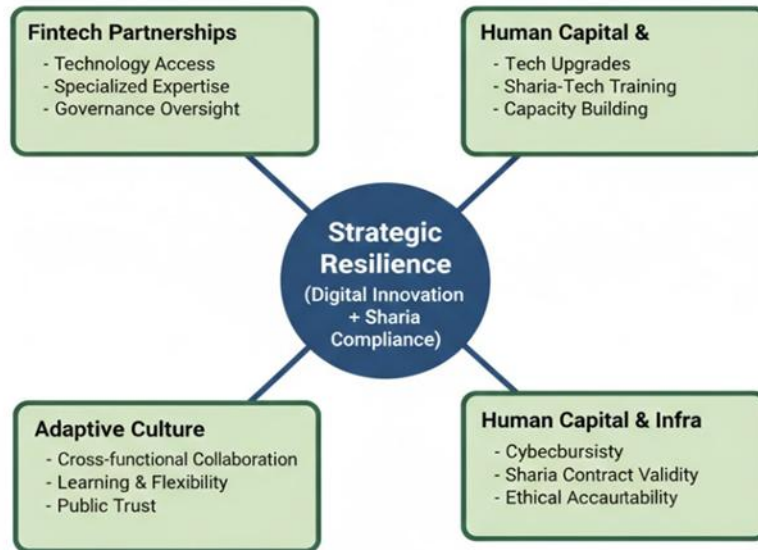 Fintech Partnerships
- Technology Access
- Specialized Expertise
- Governance Oversight
Human Capital &
- Tech Upgrades
- Sharia-Tech Training
- Capacity Building
Strategic
Resilience
(Digital Innovation
+ Sharia
Compliance)
Adaptive Culture
- Cross-functional Collaboration
- Learning & Flexibility
- Public Trust
Human Capital & Infra
- Cybecbursisty
- Sharia Contract Validity
- Ethical Accaurtability